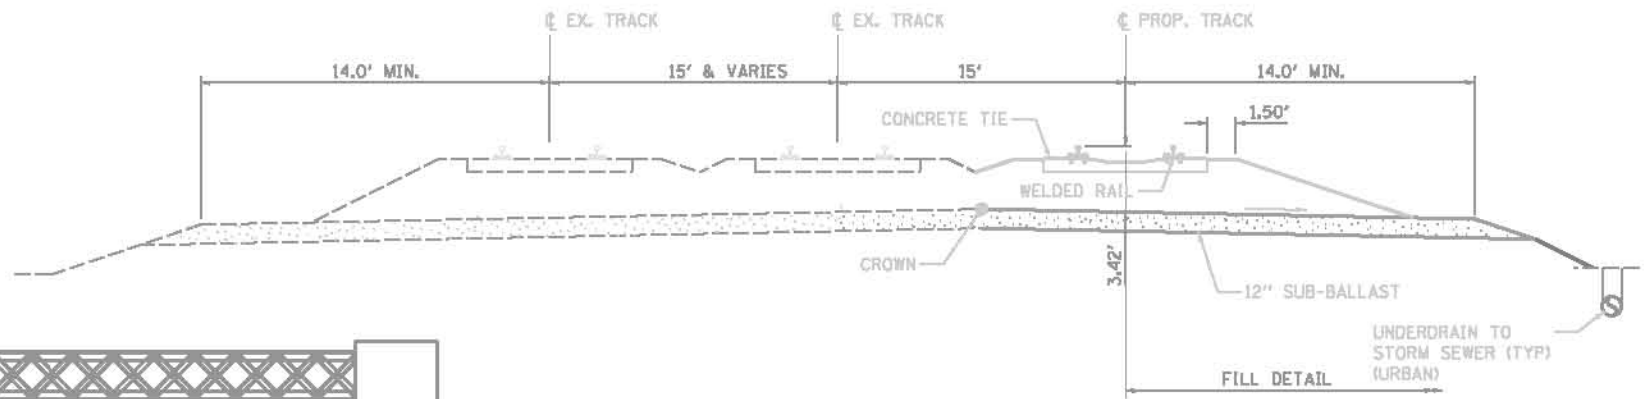 ℄ EX. TRACK
℄ EX. TRACK
℄ PROP. TRACK
14.0' MIN.
15' & VARIES
15'
14.0' MIN.
1.50'
CONCRETE TIE
WELDED RAIL
CROWN
3.42'
12" SUB-BALLAST
UNDERDRAIN TO
STORM SEWER (TYP)
(URBAN)
FILL DETAIL
S